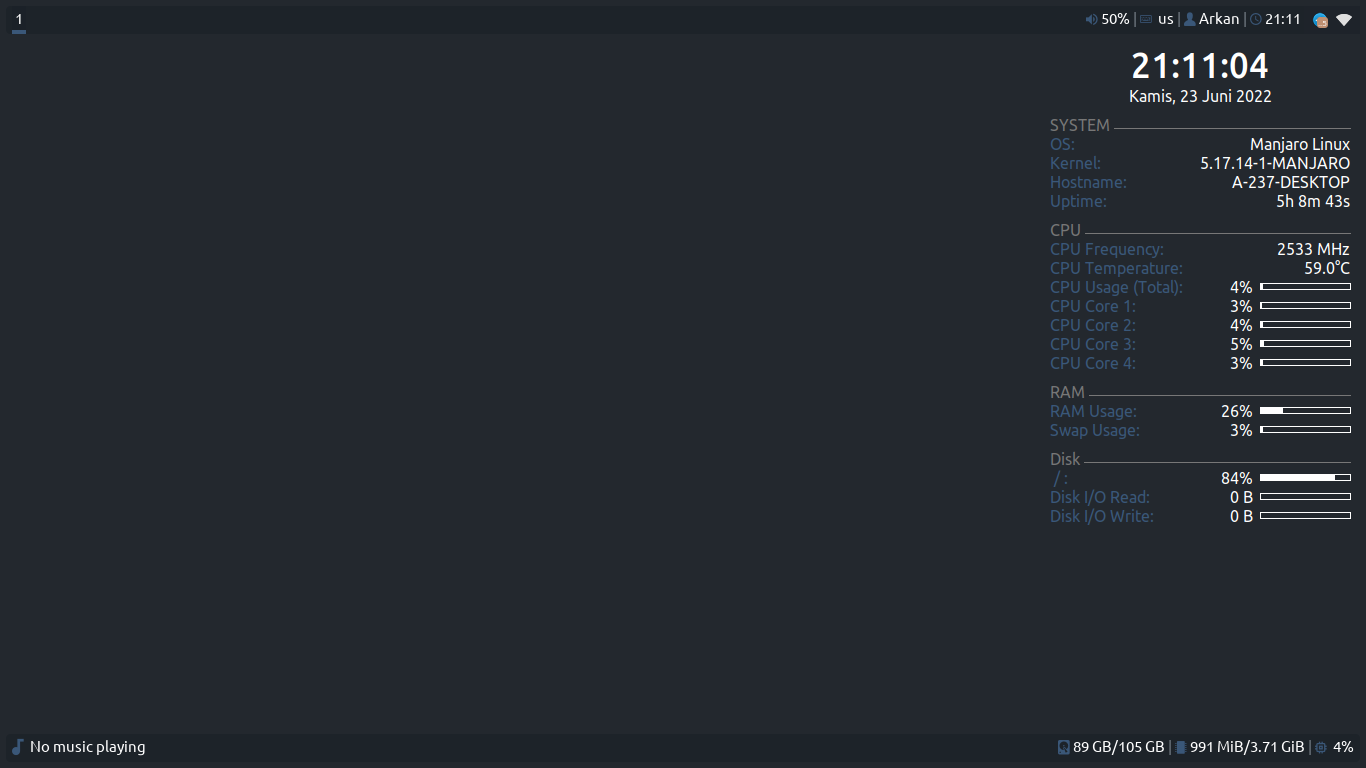 1
50% | us | Arkan | 21:11
21:11:04
Kamis, 23 Juni 2022
SYSTEM
OS: Manjaro Linux
Kernel: 5.17.14-1-MANJARO
Hostname: A-237-DESKTOP
Uptime: 5h 8m 43s
CPU
CPU Frequency: 2533 MHz
CPU Temperature: 59.0°C
CPU Usage (Total): 4%
CPU Core 1: 3%
CPU Core 2: 4%
CPU Core 3: 5%
CPU Core 4: 3%
RAM
RAM Usage: 26%
Swap Usage: 3%
Disk
/ : 84%
Disk I/O Read: 0 B
Disk I/O Write: 0 B
No music playing
89 GB/105 GB | 991 MiB/3.71 GiB | 4%